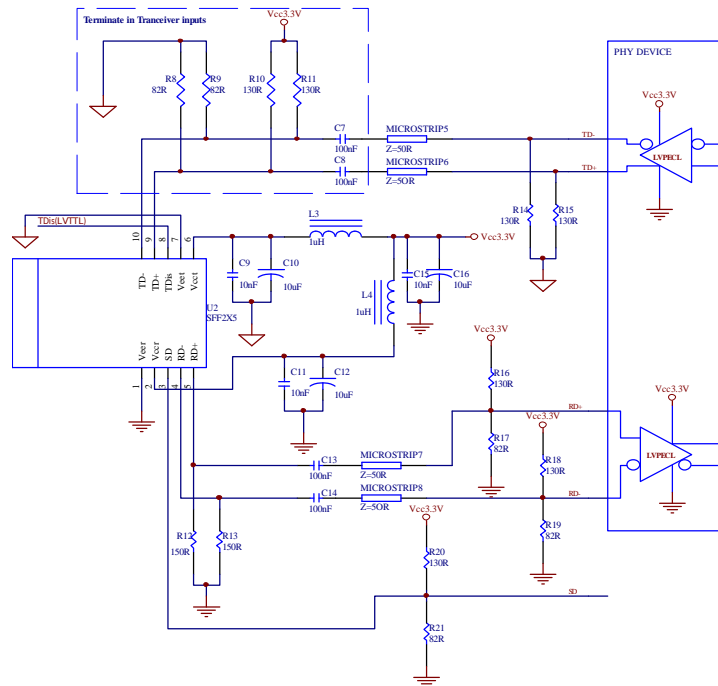 Terminate in Tranceiver inputs
Vcc3.3V
PHY DEVICE
R8
82R
R9
82R
R10
130R
R11
130R
Vcc3.3V
C7
100nF
MICROSTRIP5
Z=50R
TD-
C8
100nF
MICROSTRIP6
Z=5OR
TD+
LVPECL
R14
130R
R15
130R
TDis(LVTTL)
10
9
8
7
6
TD-
TD+
TDis
Veet
Vcct
L3
1uH
Vcc3.3V
C9
10nF
C10
10uF
C15
10nF
C16
10uF
L4
1uH
U2
SFF2X5
Veer
Vccr
SD
RD-
RD+
1
2
3
4
5
C11
10nF
C12
10uF
Vcc3.3V
R16
130R
RD+
Vcc3.3V
R17
82R
Vcc3.3V
LVPECL
C13
100nF
MICROSTRIP7
Z=50R
R18
130R
C14
100nF
MICROSTRIP8
Z=5OR
RD-
Vcc3.3V
R19
82R
R12
150R
R13
150R
R20
130R
SD
R21
82R